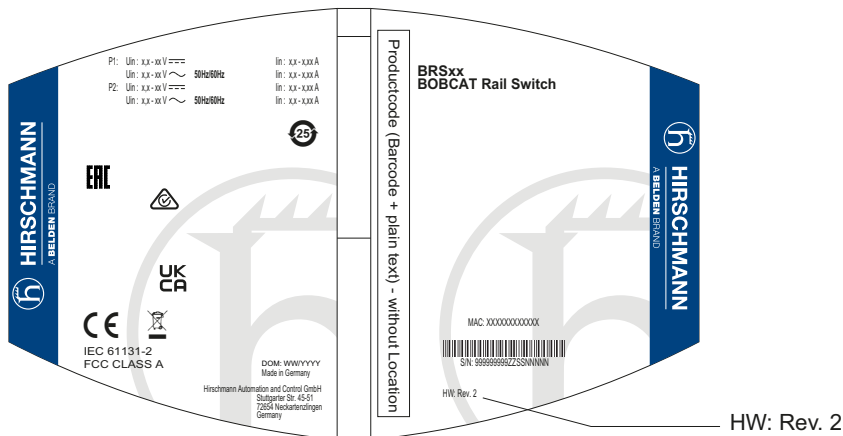 HIRSCHMANN
A BELDEN BRAND
P1: Uin : x,x - xx V Iin : x,x - x,xx A
Uin : x,x - xx V 50Hz/60Hz Iin : x,x - x,xx A
P2: Uin : x,x - xx V Iin : x,x - x,xx A
Uin : x,x - xx V 50Hz/60Hz Iin : x,x - x,xx A
25
EAC
UK
CA
CE
IEC 61131-2
FCC CLASS A
DOM: WW/YYYY
Made in Germany
Hirschmann Automation and Control GmbH
Stuttgarter Str. 45-51
72654 Neckartenzlingen
Germany
Productcode (Barcode + plain text) - without Location
BRSxx
BOBCAT Rail Switch
MAC: XXXXXXXXXXXX
S/N: 999999999ZZSSNNNNN
HW: Rev. 2
HIRSCHMANN
A BELDEN BRAND
HW: Rev. 2